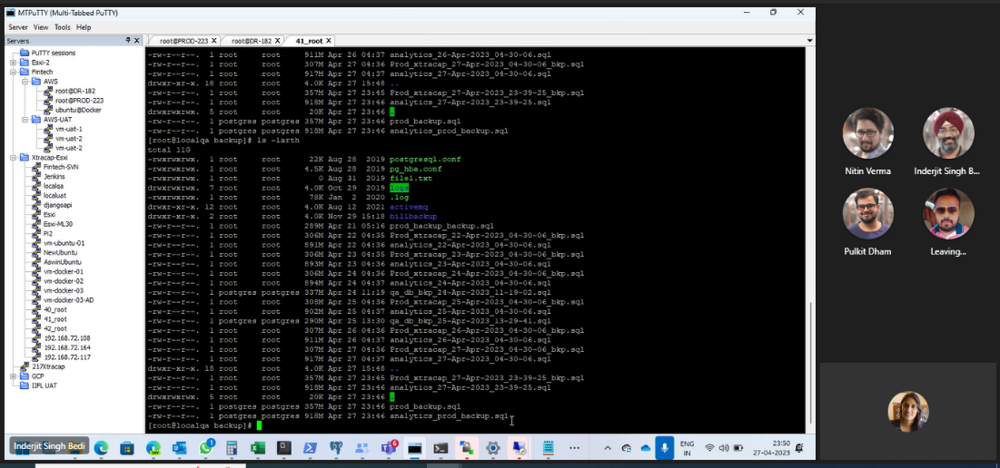 MTPuTTY (Multi-Tabbed PuTTY)
Server View Tools Help
Servers
PuTTY sessions
Esxi-2
Fintech
AWS
root@DR-182
root@PROD-223
ubuntu@Docker
AWS-UAT
vm-uat-1
vm-uat-2
vm-uat-2
Xtracap-Esxi
Fintech-SVN
Jenkins
localqa
localuat
djangoapi
Esxi
Esxi-ML30
Pi2
vm-ubuntu-01
NewUbuntu
AswinUbuntu
vm-docker-01
vm-docker-02
vm-docker-03
vm-docker-03-AD
40_root
41_root
42_root
192.168.72.108
192.168.72.164
192.168.72.117
217Xtracap
GCP
IIFL UAT
root@PROD-223 X root@DR-182 X 41_root X
-rw-r--r--. 1 root root 911M Apr 26 04:37 analytics_26-Apr-2023_04-30-06.sql
-rw-r--r--. 1 root root 307M Apr 27 04:36 Prod_xtracap_27-Apr-2023_04-30-06_bkp.sql
-rw-r--r--. 1 root root 917M Apr 27 04:37 analytics_27-Apr-2023_04-30-06.sql
drwxr-xr-x. 18 root root 4.0K Apr 27 15:48 ..
-rw-r--r--. 1 root root 357M Apr 27 23:45 Prod_xtracap_27-Apr-2023_23-39-25_bkp.sql
-rw-r--r--. 1 root root 918M Apr 27 23:46 analytics_27-Apr-2023_23-39-25.sql
drwxrwxrwx. 5 root root 20K Apr 27 23:46 .
-rw-r--r--. 1 postgres postgres 357M Apr 27 23:46 prod_backup.sql
-rw-r--r--. 1 postgres postgres 918M Apr 27 23:46 analytics_prod_backup.sql
[root@localqa backup]# ls -larth
total 11G
-rwxrwxrwx. 1 root root 22K Aug 28 2019 postgresql.conf
-rwxrwxrwx. 1 root root 4.5K Aug 28 2019 pg_hba.conf
-rwxrwxrwx. 1 root root 0 Aug 31 2019 file1.txt
drwxrwxrwx. 7 root root 4.0K Oct 29 2019 logs
-rw-r--r--. 1 root root 78K Jan 2 2020 .log
drwxrwxr-x. 12 root root 4.0K Aug 12 2021 activemq
drwxr-xr-x. 2 root root 4.0K Nov 29 15:18 billbackup
-rw-r--r--. 1 root root 289M Apr 21 05:16 prod_backup_backup.sql
-rw-r--r--. 1 root root 306M Apr 22 04:35 Prod_xtracap_22-Apr-2023_04-30-06_bkp.sql
-rw-r--r--. 1 root root 891M Apr 22 04:36 analytics_22-Apr-2023_04-30-06.sql
-rw-r--r--. 1 root root 306M Apr 23 04:35 Prod_xtracap_23-Apr-2023_04-30-06_bkp.sql
-rw-r--r--. 1 root root 893M Apr 23 04:36 analytics_23-Apr-2023_04-30-06.sql
-rw-r--r--. 1 root root 306M Apr 24 04:36 Prod_xtracap_24-Apr-2023_04-30-06_bkp.sql
-rw-r--r--. 1 root root 894M Apr 24 04:37 analytics_24-Apr-2023_04-30-06.sql
-rw-r--r--. 1 postgres postgres 337M Apr 24 11:19 qa_db_bkp_24-Apr-2023_11-19-02.sql
-rw-r--r--. 1 root root 308M Apr 25 04:36 Prod_xtracap_25-Apr-2023_04-30-06_bkp.sql
-rw-r--r--. 1 root root 902M Apr 25 04:37 analytics_25-Apr-2023_04-30-06.sql
-rw-r--r--. 1 postgres postgres 290M Apr 25 13:30 qa_db_bkp_25-Apr-2023_13-29-41.sql
-rw-r--r--. 1 root root 307M Apr 26 04:36 Prod_xtracap_26-Apr-2023_04-30-06_bkp.sql
-rw-r--r--. 1 root root 911M Apr 26 04:37 analytics_26-Apr-2023_04-30-06.sql
-rw-r--r--. 1 root root 307M Apr 27 04:36 Prod_xtracap_27-Apr-2023_04-30-06_bkp.sql
-rw-r--r--. 1 root root 917M Apr 27 04:37 analytics_27-Apr-2023_04-30-06.sql
drwxr-xr-x. 18 root root 4.0K Apr 27 15:48 ..
-rw-r--r--. 1 root root 357M Apr 27 23:45 Prod_xtracap_27-Apr-2023_23-39-25_bkp.sql
-rw-r--r--. 1 root root 918M Apr 27 23:46 analytics_27-Apr-2023_23-39-25.sql
drwxrwxrwx. 5 root root 20K Apr 27 23:46 .
-rw-r--r--. 1 postgres postgres 357M Apr 27 23:46 prod_backup.sql
-rw-r--r--. 1 postgres postgres 918M Apr 27 23:46 analytics_prod_backup.sql
[root@localqa backup]#
Nitin Verma
Inderjit Singh B...
Pulkit Dham
Leaving...
Inderjit Singh Bedi
ENG
IN
23:50
27-04-2023